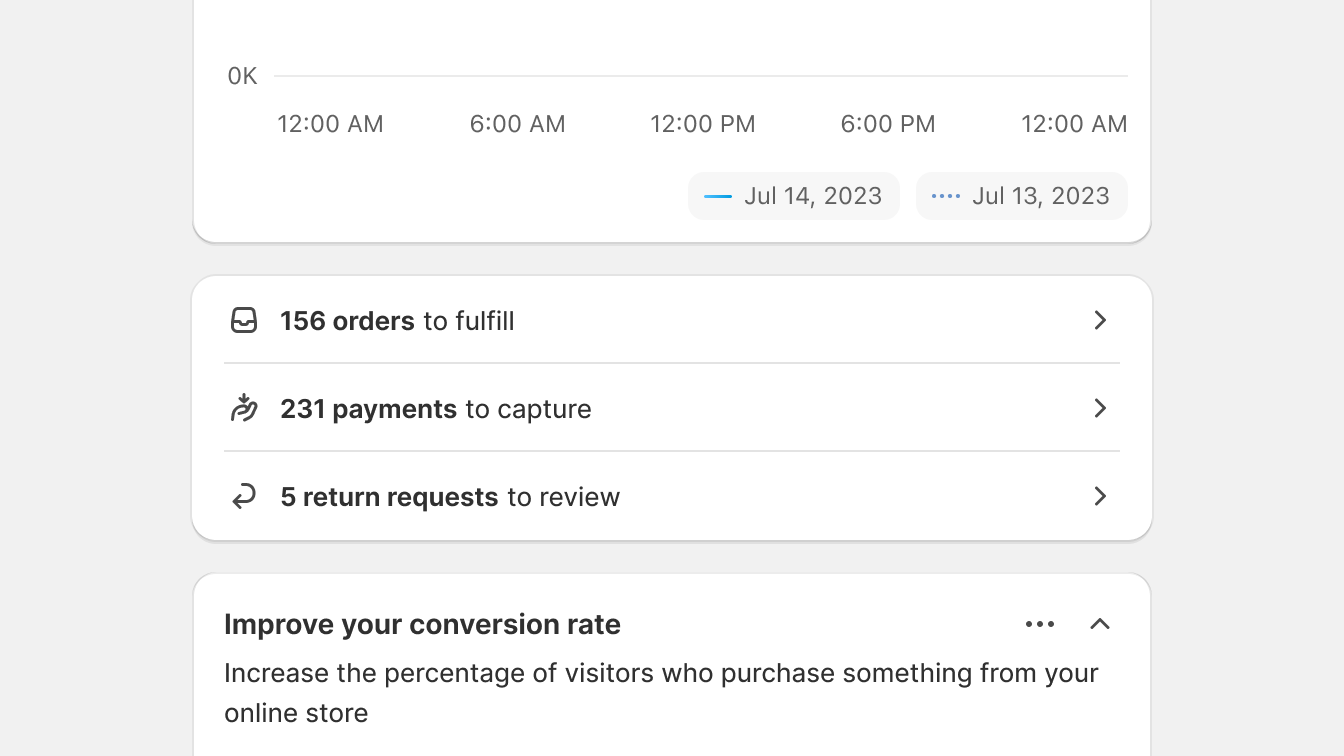 0K
12:00 AM 6:00 AM 12:00 PM 6:00 PM 12:00 AM
Jul 14, 2023 Jul 13, 2023
156 orders to fulfill
231 payments to capture
5 return requests to review
Improve your conversion rate
Increase the percentage of visitors who purchase something from your
online store